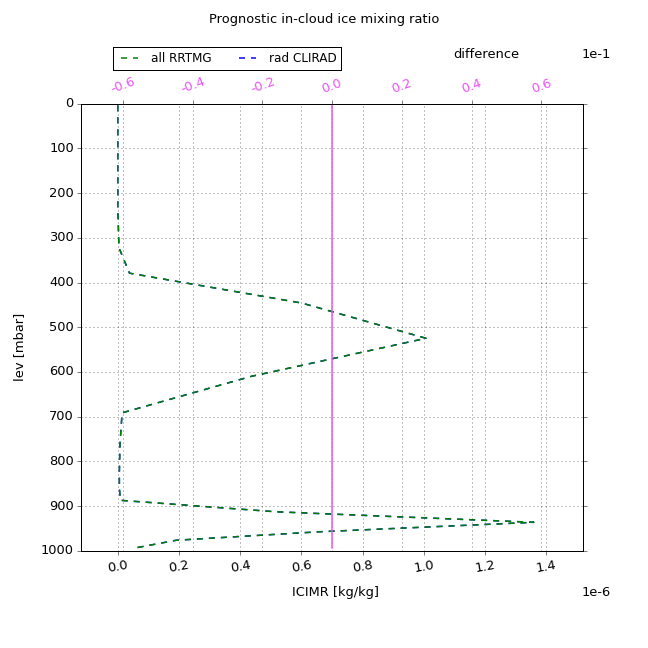 Prognostic in-cloud ice mixing ratio
all RRTMG rad CLIRAD difference 1e-1
-0.6 -0.4 -0.2 0.0 0.2 0.4 0.6
0
100
200
300
400
500
600
700
800
900
1000
lev [mbar]
0.0 0.2 0.4 0.6 0.8 1.0 1.2 1.4
ICIMR [kg/kg] 1e-6